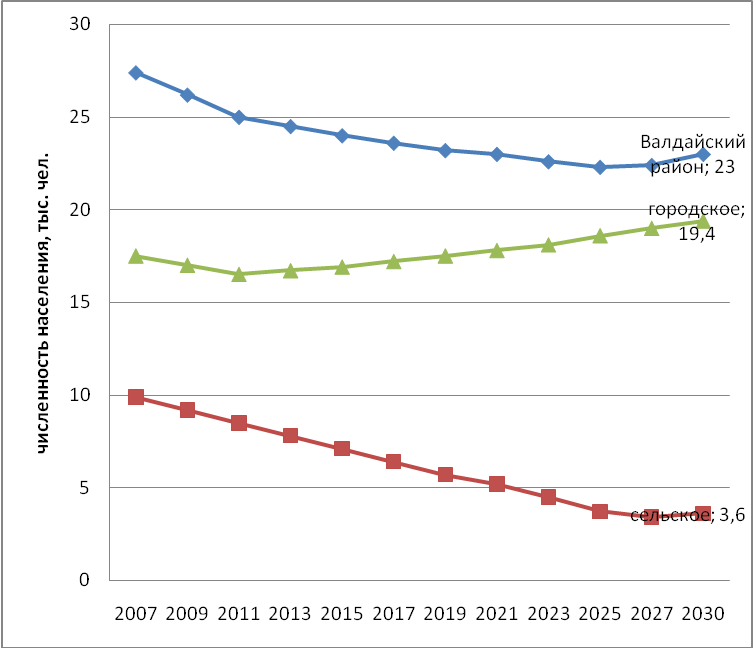 численность населения, тыс. чел.
30
25
20
15
10
5
0
Валдайский
район; 23
городское;
19,4
сельское; 3,6
2007 2009 2011 2013 2015 2017 2019 2021 2023 2025 2027 2030